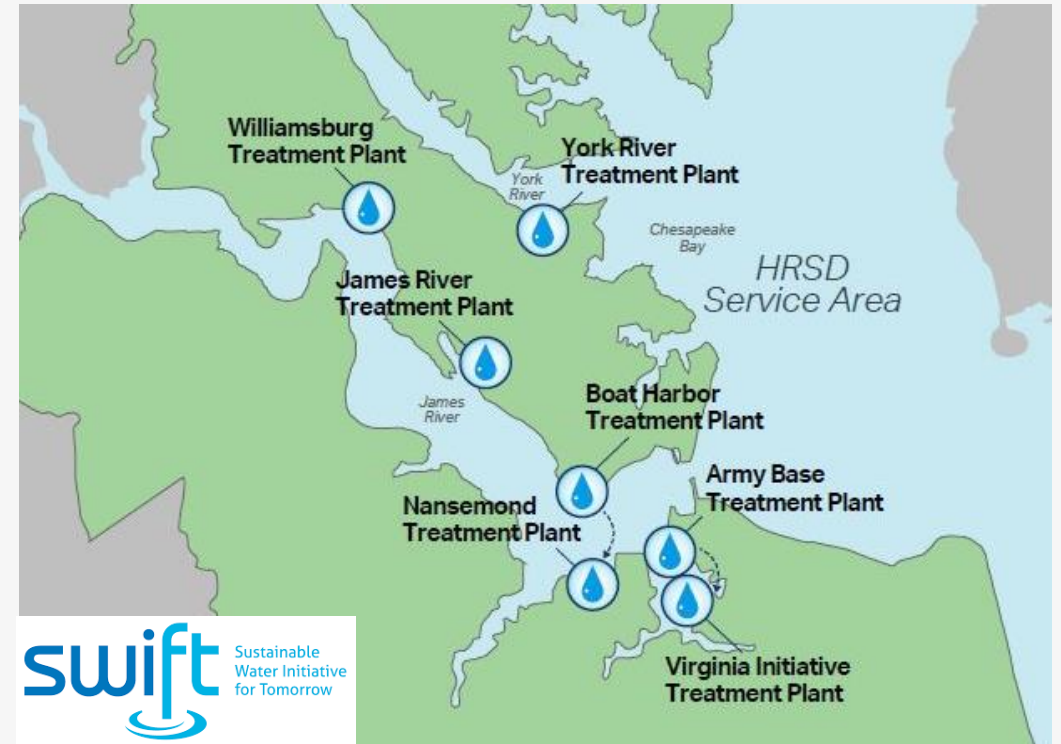 Williamsburg
Treatment Plant
York River
Treatment Plant
York
River
Chesapeake
Bay
HRSD
Service Area
James River
Treatment Plant
James
River
Boat Harbor
Treatment Plant
Army Base
Treatment Plant
Nansemond
Treatment Plant
Virginia Initiative
Treatment Plant
swift
Sustainable
Water Initiative
for Tomorrow